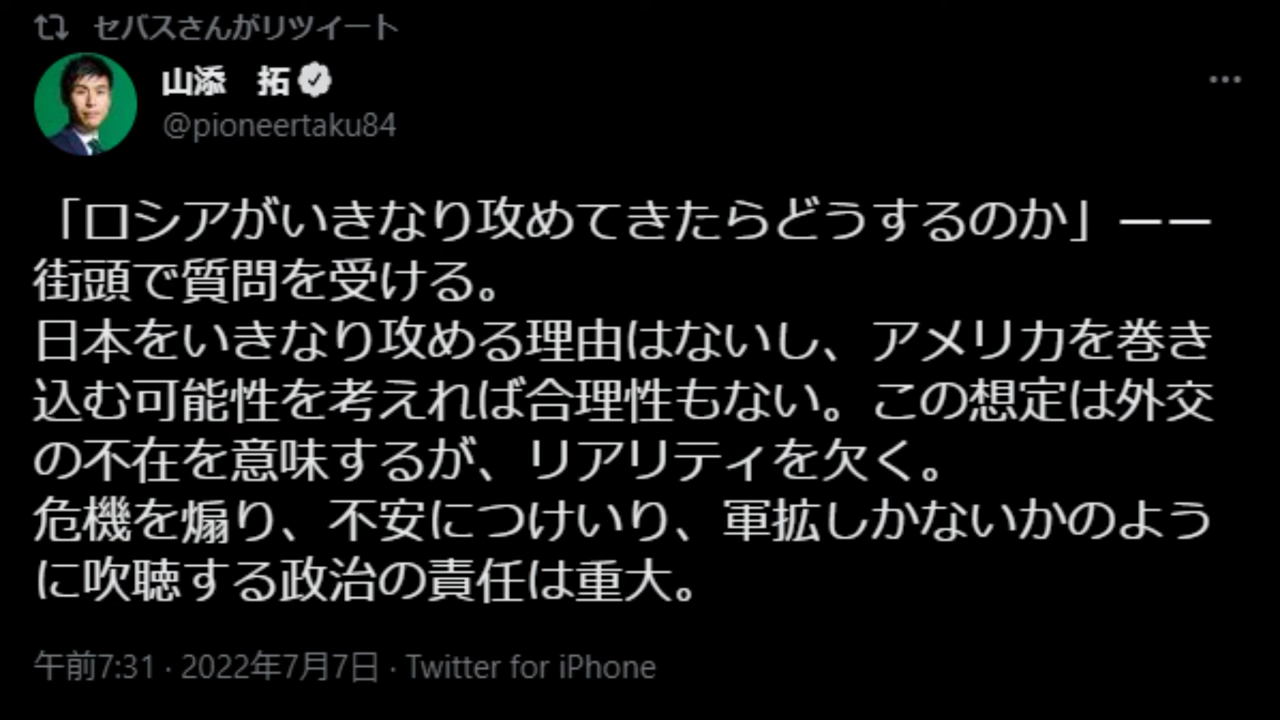 セバスさんがリツイート
山添　拓
@pioneertaku84
「ロシアがいきなり攻めてきたらどうするのか」ーー
街頭で質問を受ける。
日本をいきなり攻める理由はないし、アメリカを巻き
込む可能性を考えれば合理性もない。この想定は外交
の不在を意味するが、リアリティを欠く。
危機を煽り、不安につけいり、軍拡しかないかのよう
に吹聴する政治の責任は重大。
午前7:31 · 2022年7月7日 · Twitter for iPhone